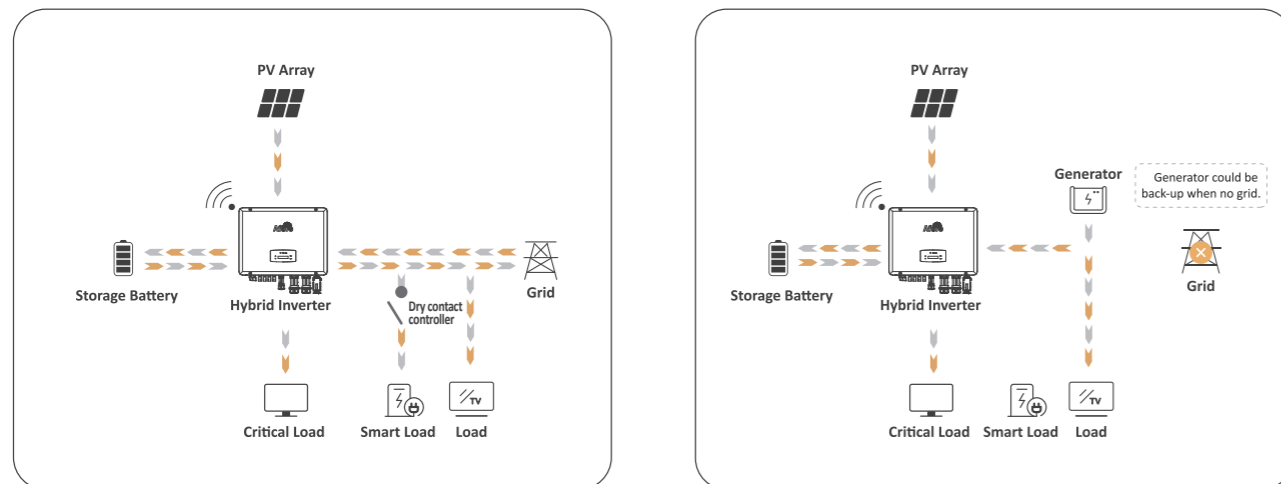 PV Array
Storage Battery
Hybrid Inverter
Dry contact
controller
Grid
Critical Load
Smart Load
TV
Load
PV Array
Generator
Generator could be
back-up when no grid.
Storage Battery
Hybrid Inverter
Grid
Critical Load
Smart Load
TV
Load